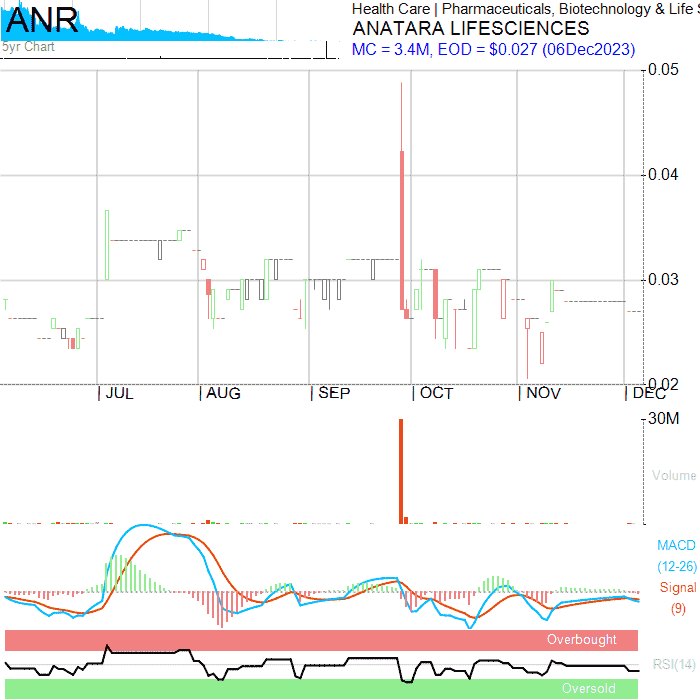 ANR
5yr Chart
Health Care | Pharmaceuticals, Biotechnology & Life S
ANATARA LIFESCIENCES
MC = 3.4M, EOD = $0.027 (06Dec2023)
0.05
0.04
0.03
0.02
| JUL | AUG | SEP | OCT | NOV | DEC
30M
Volume
MACD
(12-26)
Signal
(9)
Overbought
RSI(14)
Oversold